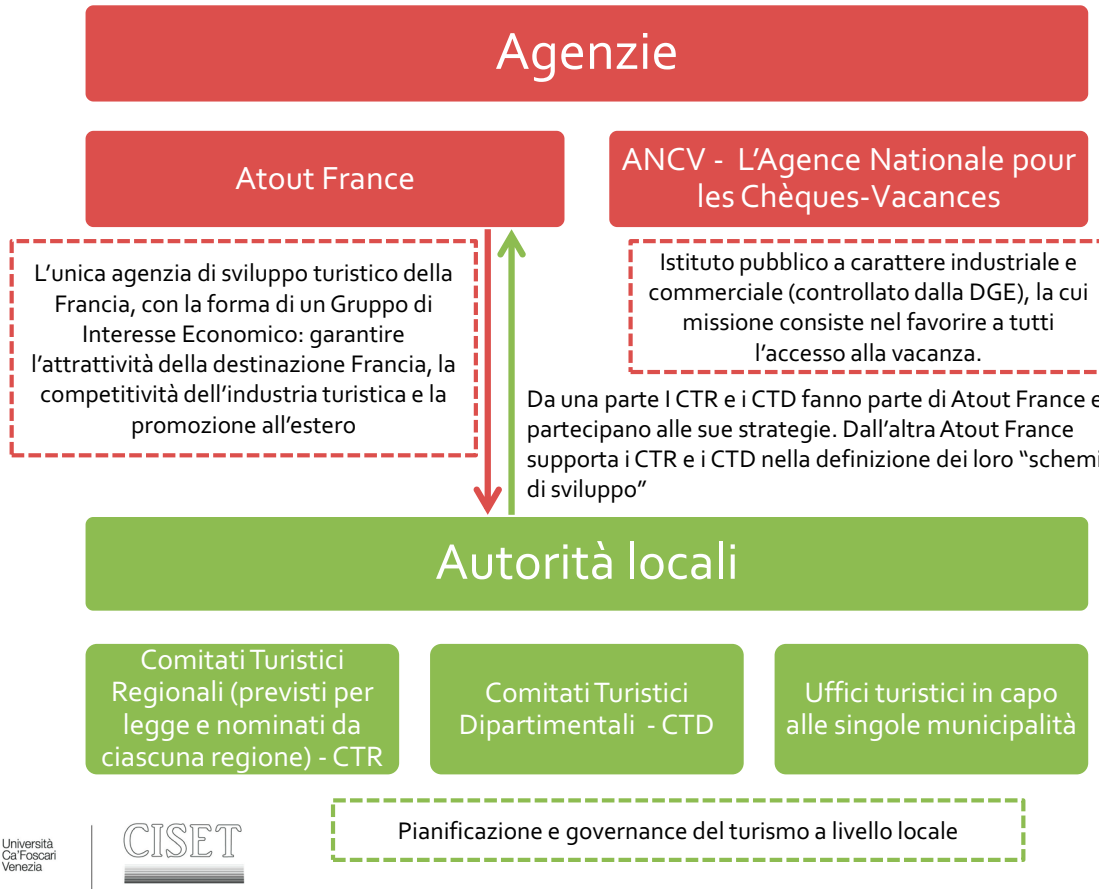 Agenzie
Atout France
ANCV - L'Agence Nationale pour
les Chèques-Vacances
L'unica agenzia di sviluppo turistico della
Francia, con la forma di un Gruppo di
Interesse Economico: garantire
l'attrattività della destinazione Francia, la
competitività dell'industria turistica e la
promozione all'estero
Istituto pubblico a carattere industriale e
commerciale (controllato dalla DGE), la cui
missione consiste nel favorire a tutti
l'accesso alla vacanza.
Da una parte I CTR e i CTD fanno parte di Atout France e
partecipano alle sue strategie. Dall'altra Atout France
supporta i CTR e i CTD nella definizione dei loro “schemi
di sviluppo”
Autorità locali
Comitati Turistici
Regionali (previsti per
legge e nominati da
ciascuna regione) - CTR
Comitati Turistici
Dipartimentali - CTD
Uffici turistici in capo
alle singole municipalità
Pianificazione e governance del turismo a livello locale
Università
Ca'Foscari
Venezia
CISET